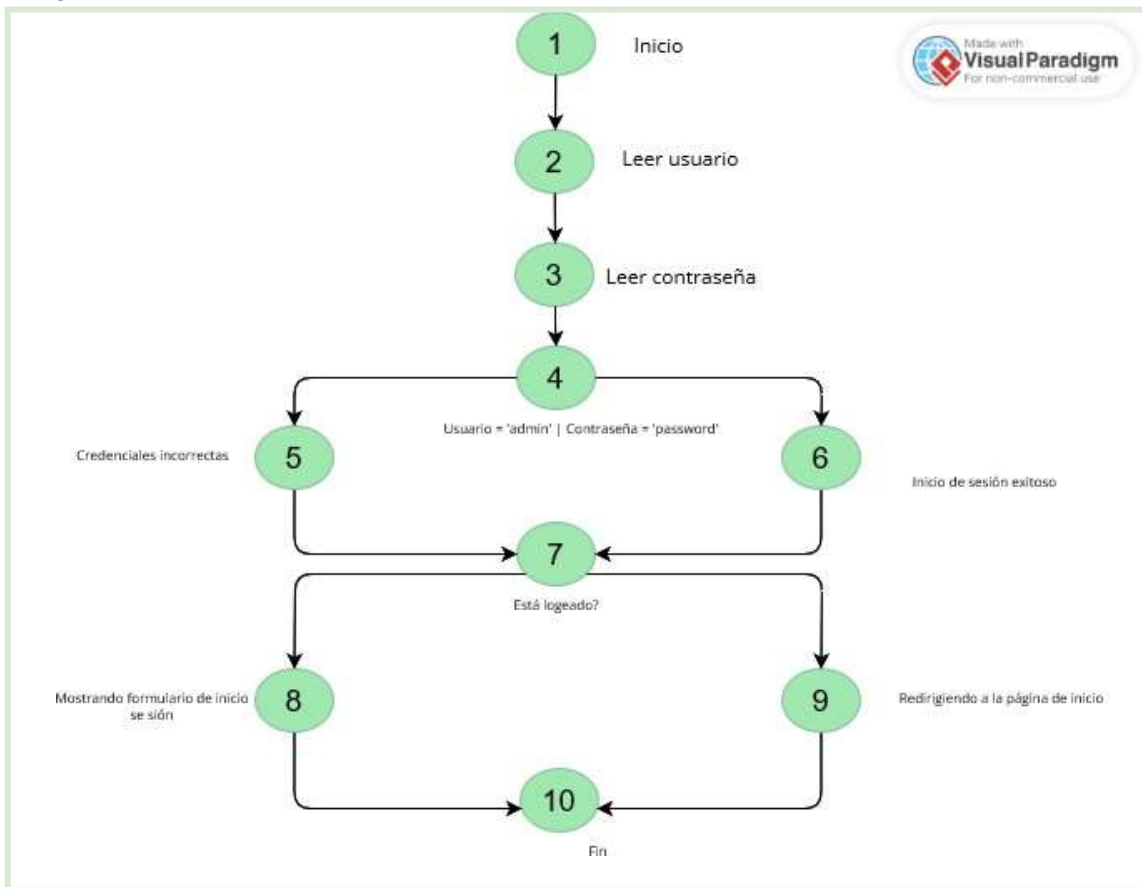 1
Inicio
Made with
Visual Paradigm
For non-commercial use
2
Leer usuario
3
Leer contraseña
4
Usuario = 'admin' | Contraseña = 'password'
Credenciales incorrectas
5
6
Inicio de sesión exitoso
7
Está logeado?
Mostrando formulario de inicio
se sión
8
9
Redirigiendo a la página de inicio
10
Fin